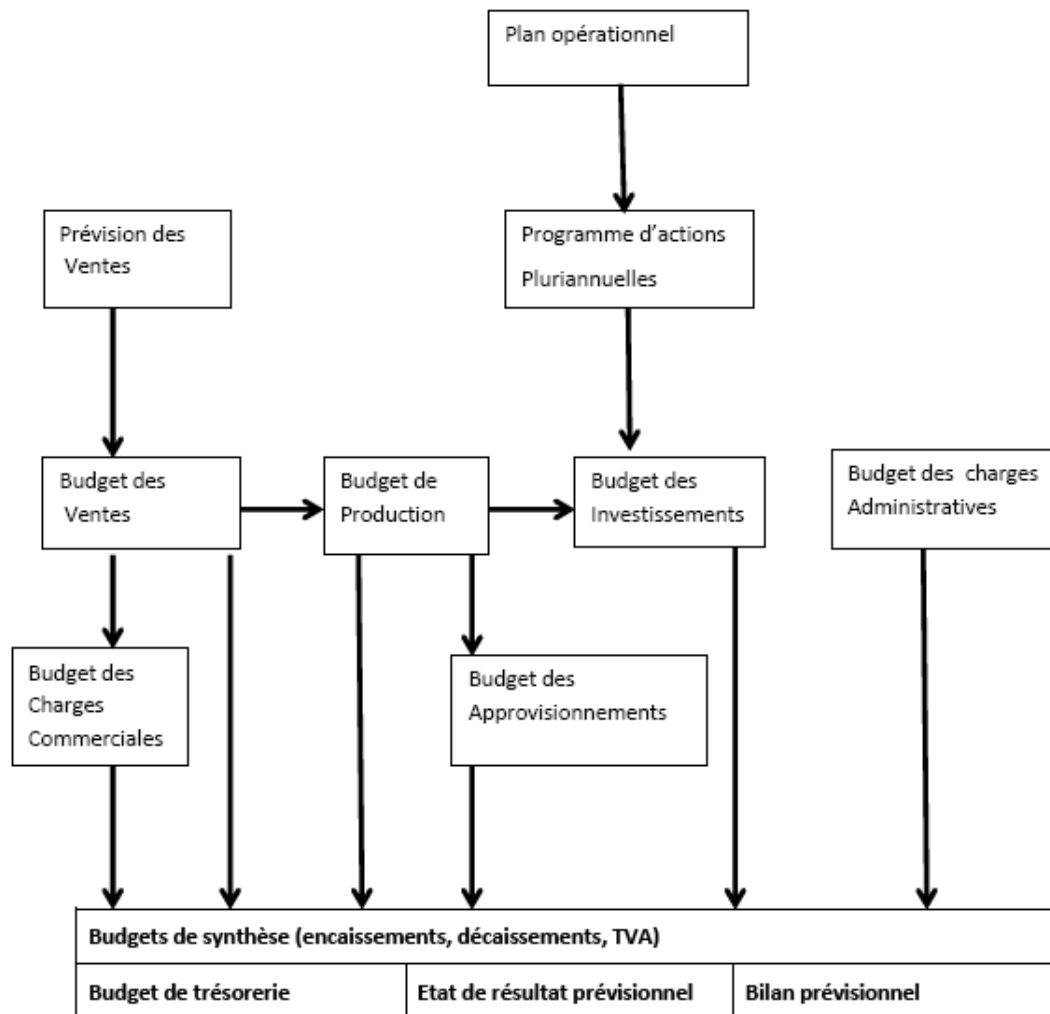 Plan opérationnel
Prévision des
Ventes
Programme d’actions
Pluriannuelles
Budget des
Ventes
Budget de
Production
Budget des
Investissements
Budget des charges
Administratives
Budget des
Charges
Commerciales
Budget des
Approvisionnements
Budgets de synthèse (encaissements, décaissements, TVA)
Budget de trésorerie
Etat de résultat prévisionnel
Bilan prévisionnel